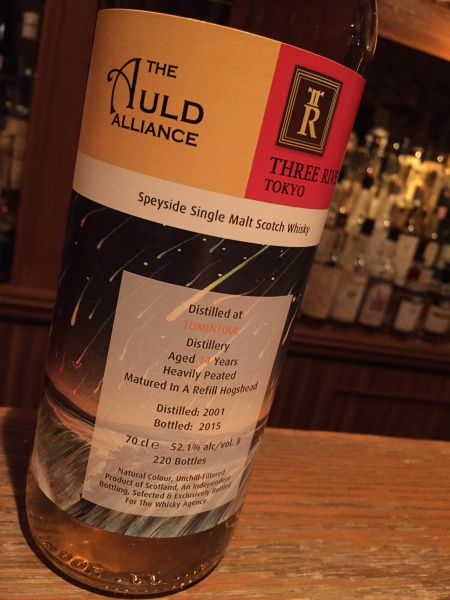 THE
AULD
ALLIANCE
TR
THREE RIVE
TOKYO
Speyside Single Malt Scotch Whisky
Distilled at
TOMINTOUL
Distillery
Aged 14 Years
Heavily Peated
Matured In A Refill Hogshead
Distilled: 2001
Bottled: 2015
70 cl e 52.1% alc/vol.
220 Bottles
Natural Colour, Unchill-Filtered
Product of Scotland, An Independent
Bottling, Selected & Exclusively Bottled
For The Whisky Agency.